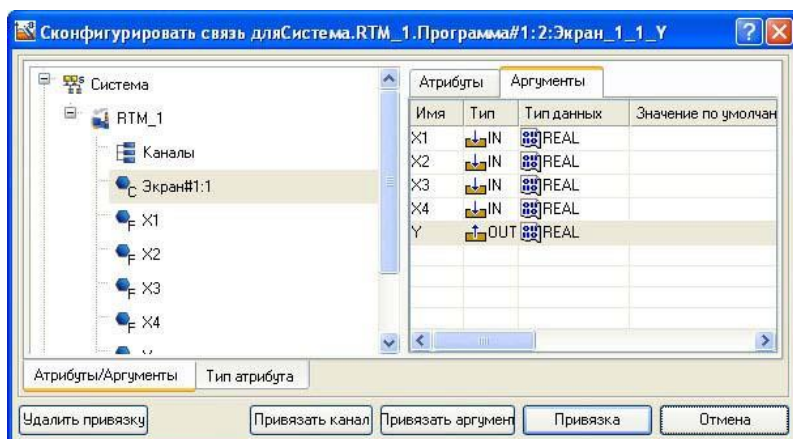 Сконфигурировать связь дляСистема.RTM_1.Программа#1:2:Экран_1_1_Y
Система
RTM_1
Каналы
C Экран#1:1
F X1
F X2
F X3
F X4
Атрибуты Аргументы
Имя Тип Тип данных Значение по умолчан
X1 IN REAL
X2 IN REAL
X3 IN REAL
X4 IN REAL
Y OUT REAL
Атрибуты/Аргументы Тип атрибута
Удалить привязку Привязать канал Привязать аргумент Привязка Отмена